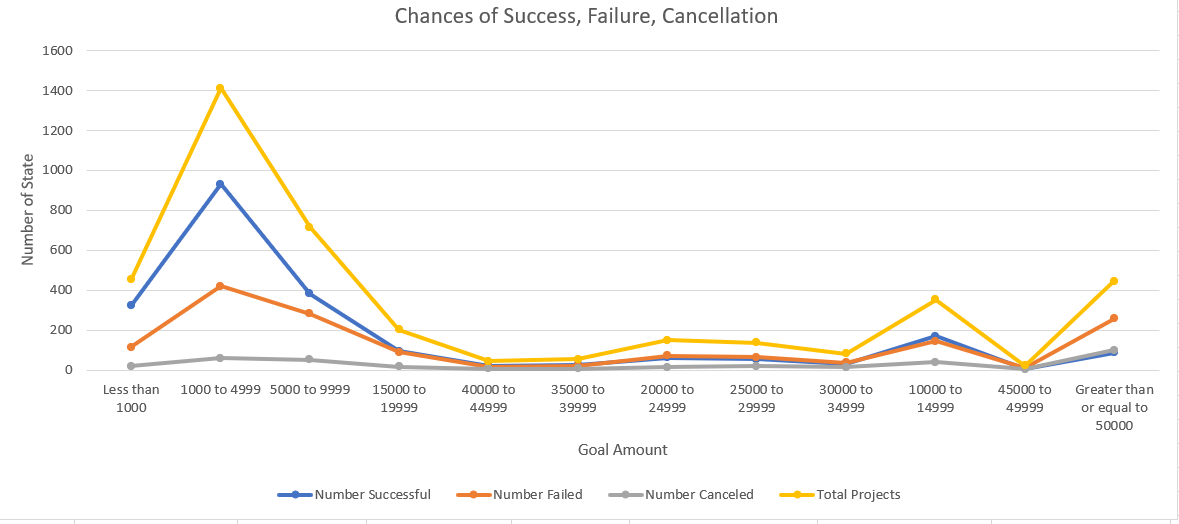 Chances of Success, Failure, Cancellation
1600
1400
1200
1000
800
600
400
200
0
Number of State
Less than
1000
1000 to 4999
5000 to 9999
15000 to
19999
40000 to
44999
35000 to
39999
20000 to
24999
25000 to
29999
30000 to
34999
10000 to
14999
45000 to
49999
Greater than
or equal to
50000
Goal Amount
Number Successful
Number Failed
Number Canceled
Total Projects